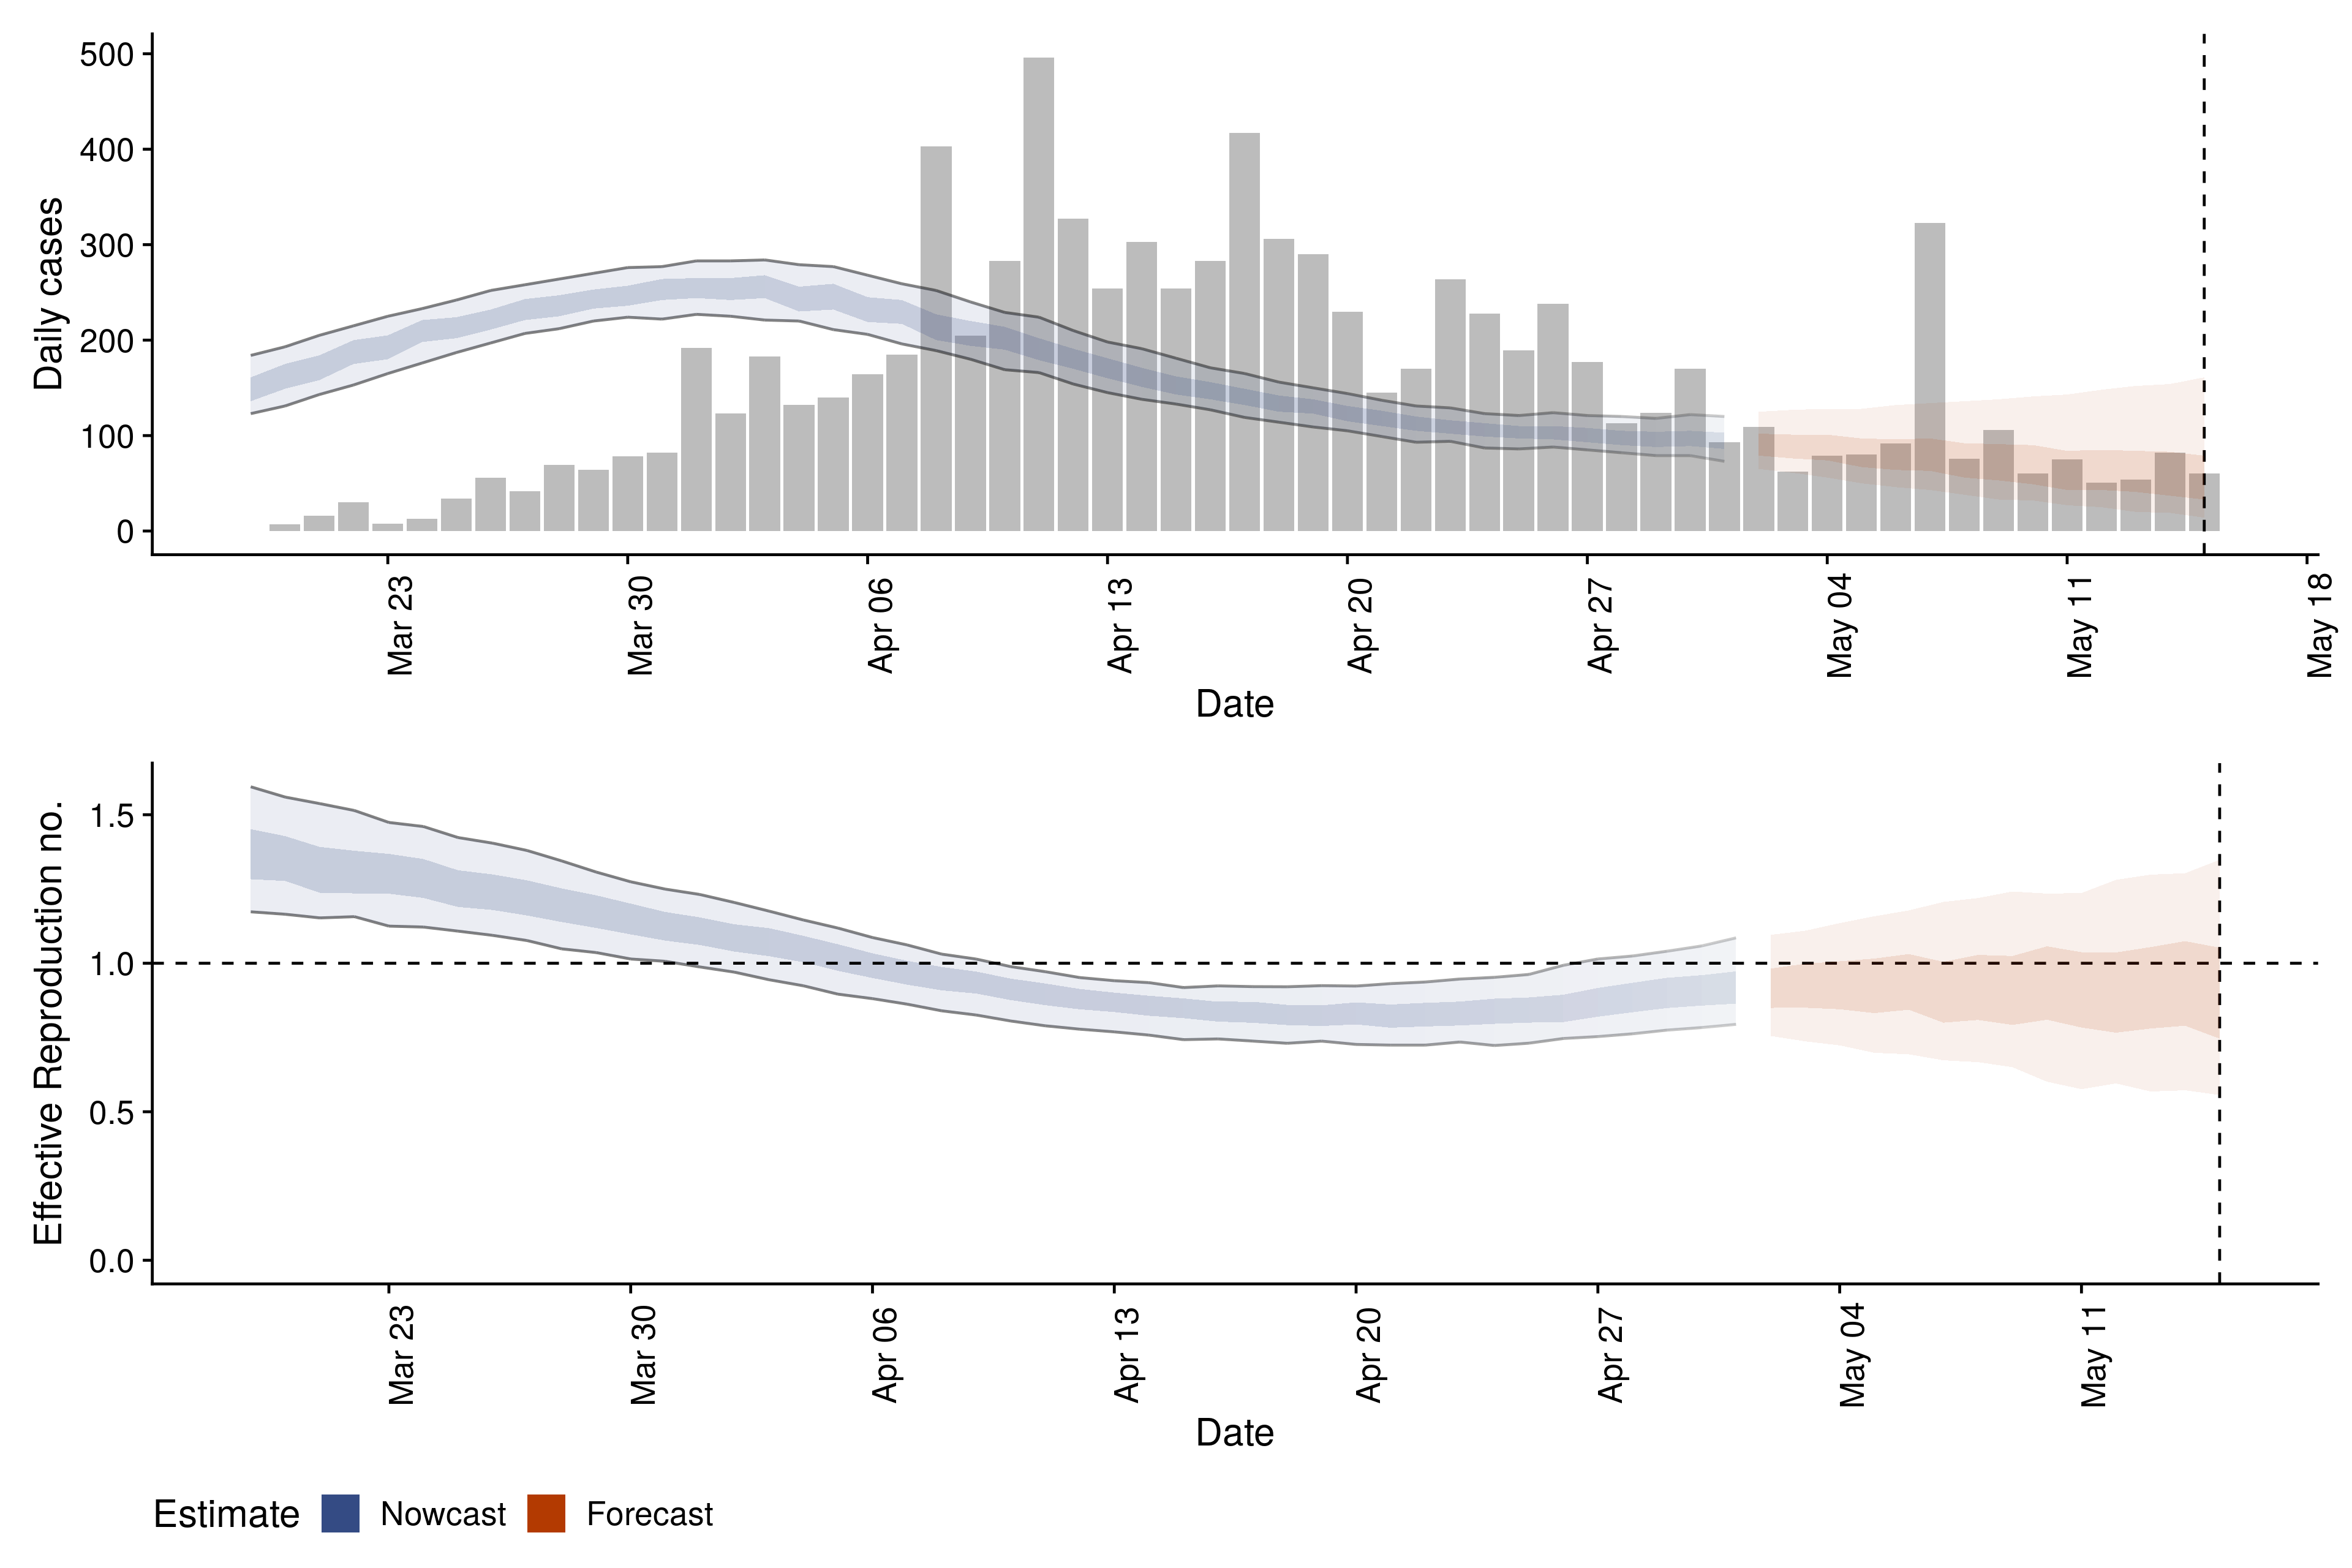 500
400
300
200
100
0
Daily cases
Mar 23
Mar 30
Apr 06
Apr 13
Apr 20
Apr 27
May 04
May 11
May 18
Date
1.5
1.0
0.5
0.0
Effective Reproduction no.
Mar 23
Mar 30
Apr 06
Apr 13
Apr 20
Apr 27
May 04
May 11
Date
Estimate Nowcast Forecast